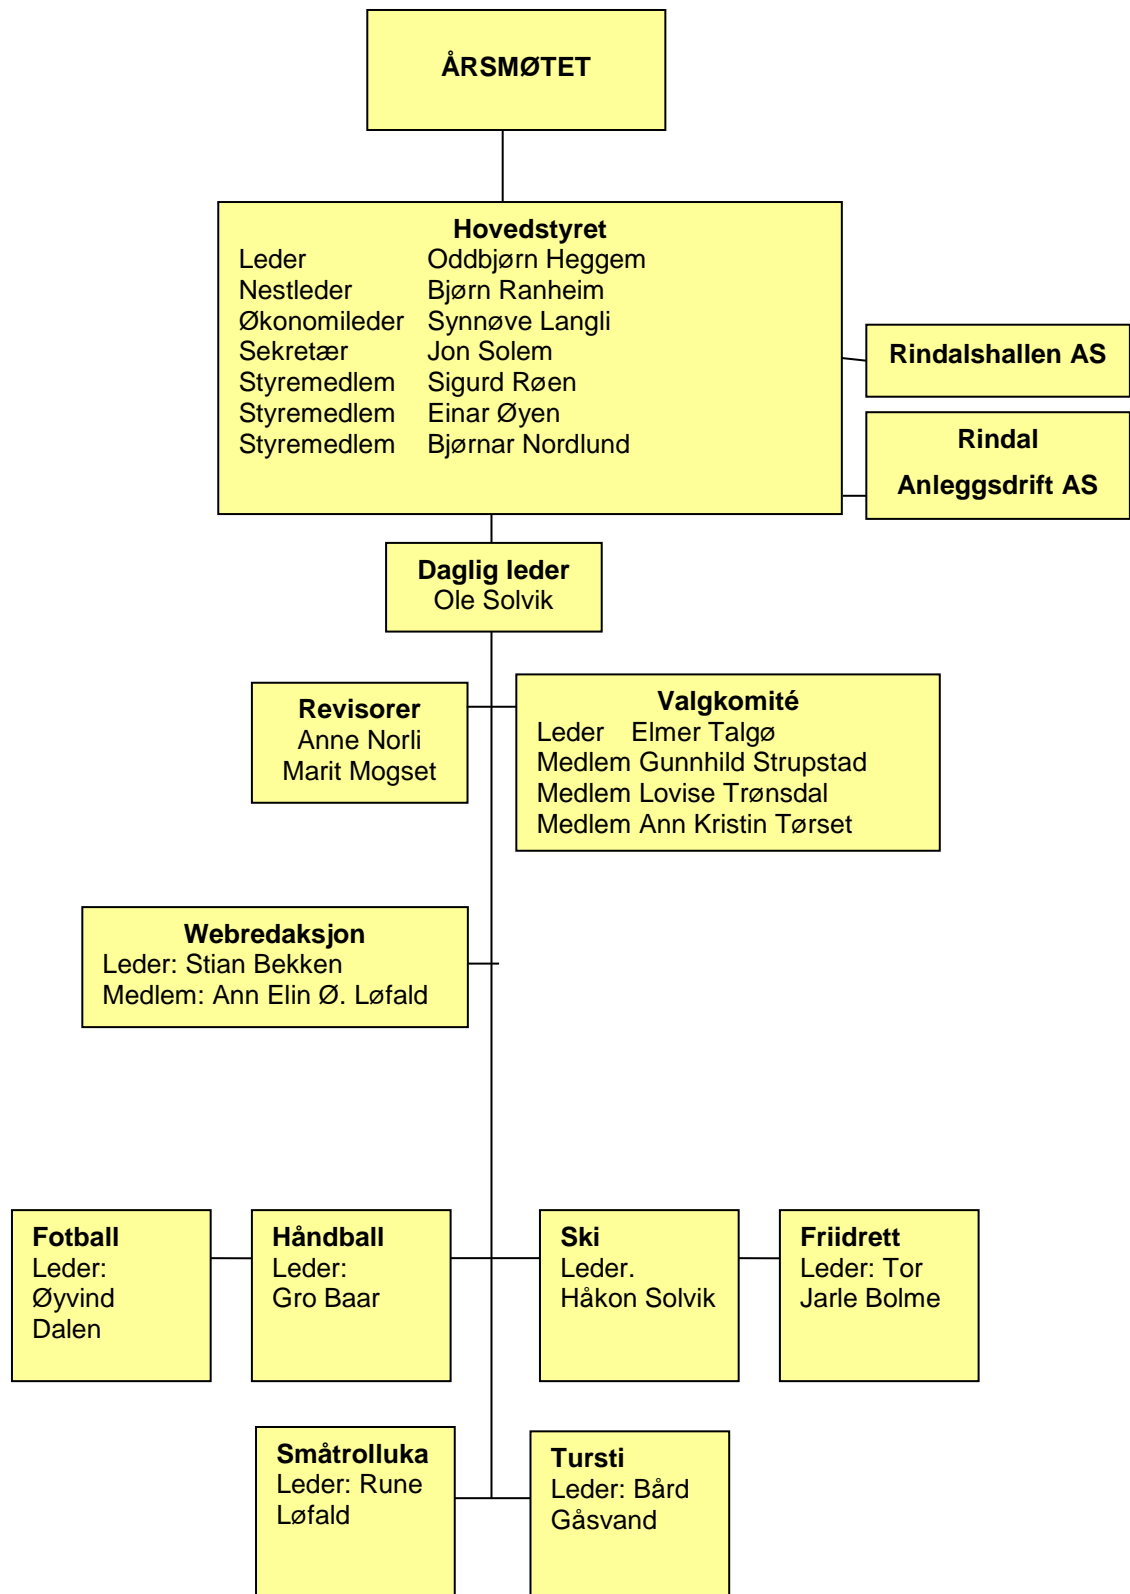 ÅRSMØTET
Hovedstyret
Leder Oddbjørn Heggem
Nestleder Bjørn Ranheim
Økonomileder Synnøve Langli
Sekretær Jon Solem
Styremedlem Sigurd Røen
Styremedlem Einar Øyen
Styremedlem Bjørnar Nordlund
Rindalshallen AS
Rindal
Anleggsdrift AS
Daglig leder
Ole Solvik
Revisorer
Anne Norli
Marit Mogset
Valgkomité
Leder Elmer Talgø
Medlem Gunnhild Strupstad
Medlem Lovise Trønsdal
Medlem Ann Kristin Tørset
Webredaksjon
Leder: Stian Bekken
Medlem: Ann Elin Ø. Løfald
Fotball
Leder:
Øyvind
Dalen
Håndball
Leder:
Gro Baar
Ski
Leder.
Håkon Solvik
Friidrett
Leder: Tor
Jarle Bolme
Småtrolluka
Leder: Rune
Løfald
Tursti
Leder: Bård
Gåsvand